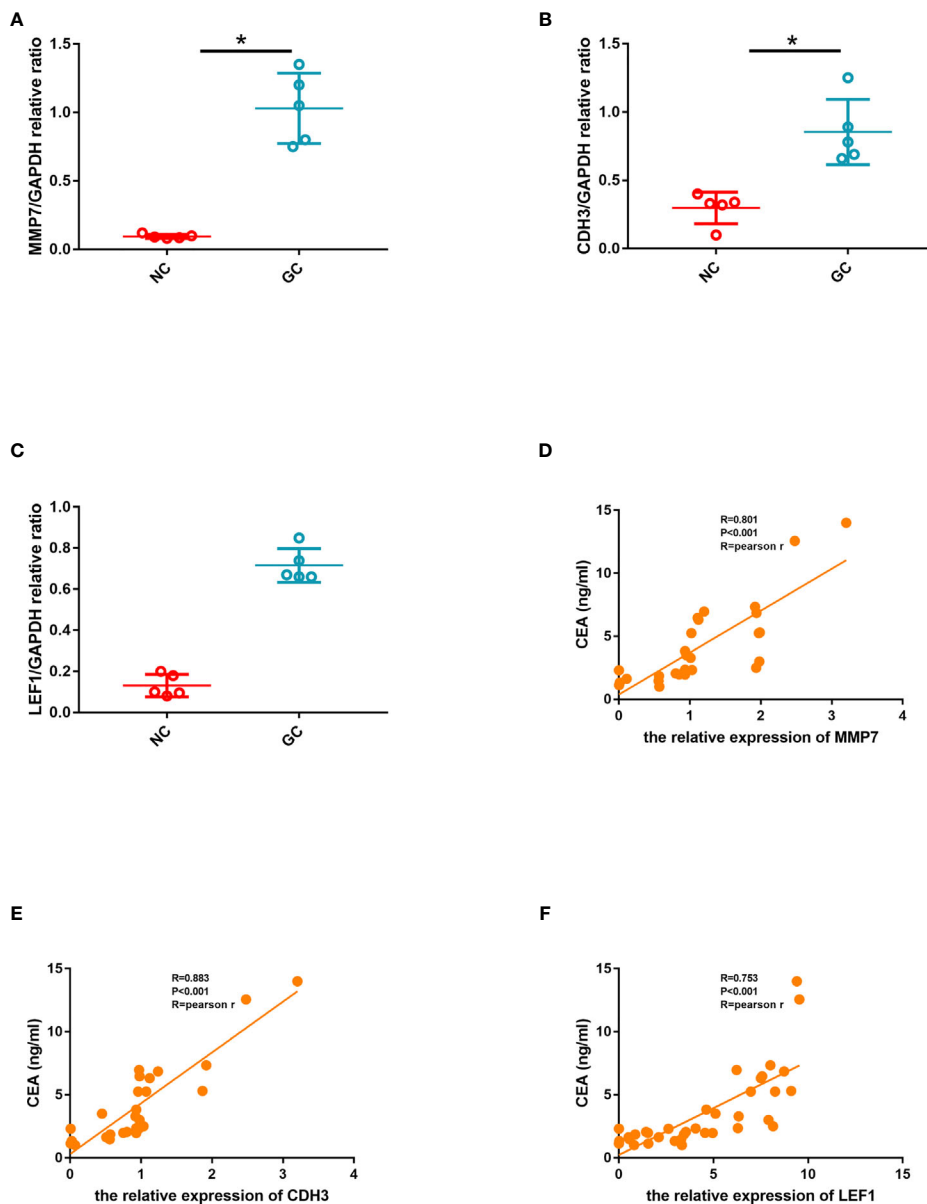 A
MMP7/GAPDH relative ratio
1.5
1.0
0.5
0.0
*
NC
GC
B
CDH3/GAPDH relative ratio
1.5
1.0
0.5
0.0
*
NC
GC
C
LEF1/GAPDH relative ratio
1.0
0.8
0.6
0.4
0.2
0.0
NC
GC
D
CEA (ng/ml)
15
10
5
0
R=0.801
P<0.001
R=pearson r
0
1
2
3
4
the relative expression of MMP7
E
CEA (ng/ml)
15
10
5
0
R=0.883
P<0.001
R=pearson r
0
1
2
3
4
the relative expression of CDH3
F
CEA (ng/ml)
15
10
5
0
R=0.753
P<0.001
R=pearson r
0
5
10
15
the relative expression of LEF1